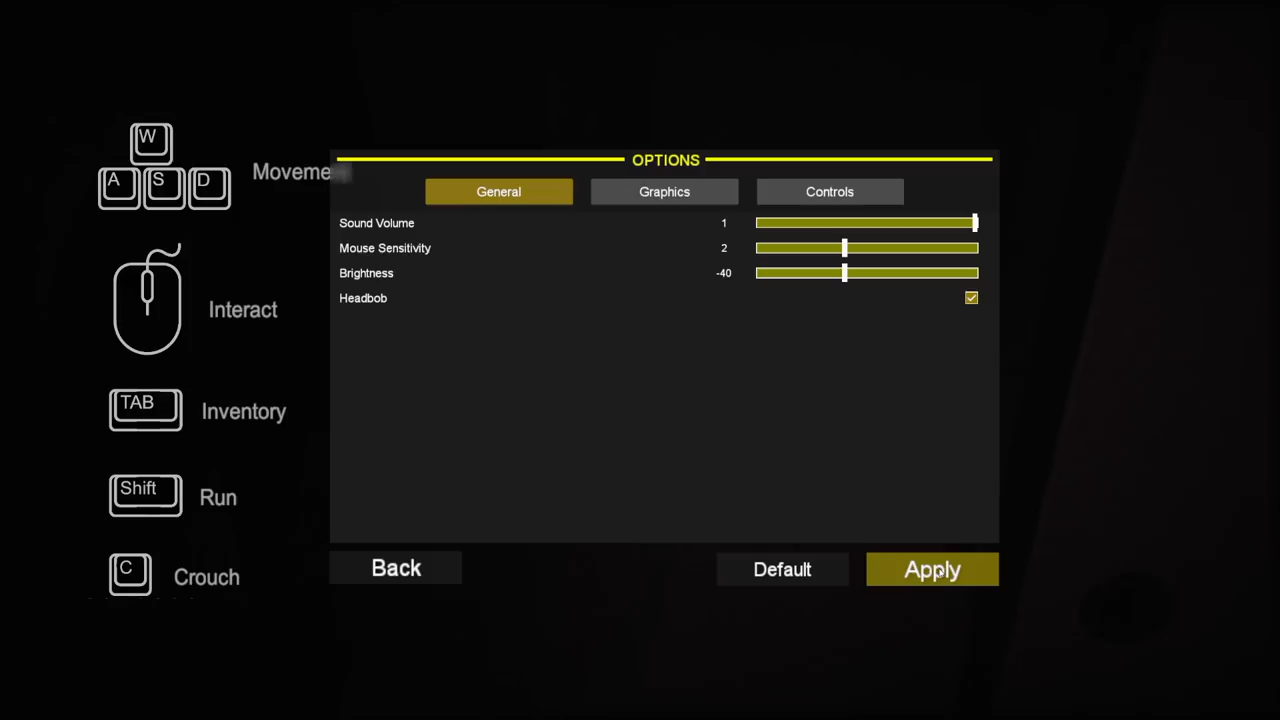 W
A S D
Movement
Interact
TAB
Inventory
Shift
Run
C
Crouch
OPTIONS
General Graphics Controls
Sound Volume 1
Mouse Sensitivity 2
Brightness -40
Headbob
Back Default Apply